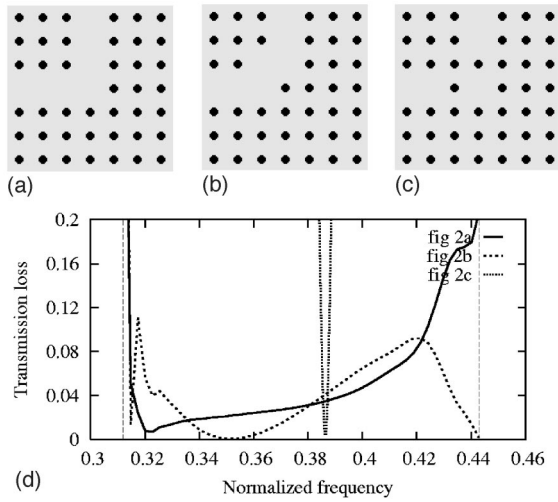 (a)
(b)
(c)
0.2
0.16
0.12
0.08
0.04
0
Transmission loss
fig 2a
fig 2b
fig 2c
0.3 0.32 0.34 0.36 0.38 0.4 0.42 0.44 0.46
(d)
Normalized frequency